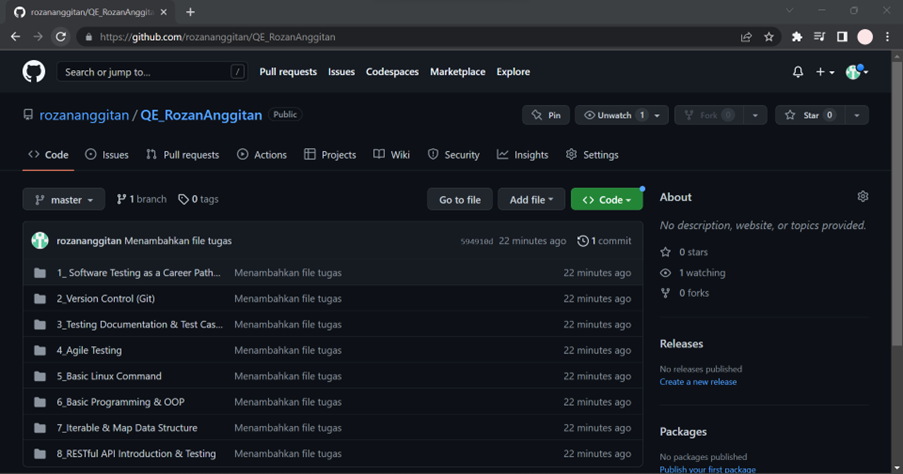 rozananggitan/QE_RozanAnggitan
https://github.com/rozananggitan/QE_RozanAnggitan
Search or jump to... /
Pull requests Issues Codespaces Marketplace Explore
rozananggitan / QE_RozanAnggitan Public
Pin Unwatch 1 Fork 0 Star 0
Code Issues Pull requests Actions Projects Wiki Security Insights Settings
master 1 branch 0 tags Go to file Add file Code
rozananggitan Menambahkan file tugas 594910d 22 minutes ago 1 commit
1_ Software Testing as a Career Path... Menambahkan file tugas 22 minutes ago
2_Version Control (Git) Menambahkan file tugas 22 minutes ago
3_Testing Documentation & Test Cas... Menambahkan file tugas 22 minutes ago
4_Agile Testing Menambahkan file tugas 22 minutes ago
5_Basic Linux Command Menambahkan file tugas 22 minutes ago
6_Basic Programming & OOP Menambahkan file tugas 22 minutes ago
7_Iterable & Map Data Structure Menambahkan file tugas 22 minutes ago
8_RESTful API Introduction & Testing Menambahkan file tugas 22 minutes ago
About
No description, website, or topics provided.
0 stars
1 watching
0 forks
Releases
No releases published
Create a new release
Packages
No packages published
Publish your first package